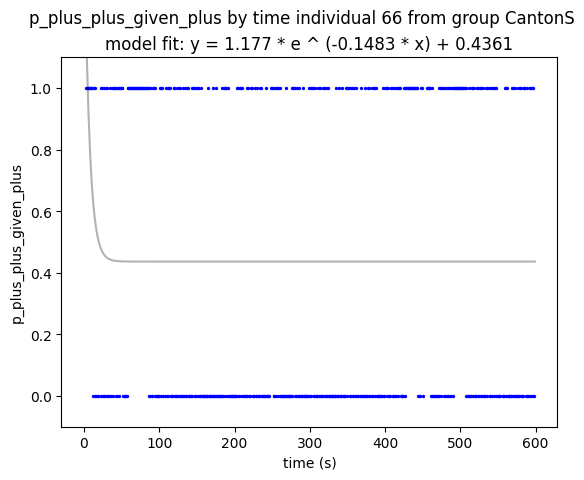 p_plus_plus_given_plus by time individual 66 from group CantonS
model fit: y = 1.177 * e ^ (-0.1483 * x) + 0.4361
1.0
0.8
0.6
0.4
0.2
0.0
p_plus_plus_given_plus
0 100 200 300 400 500 600
time (s)